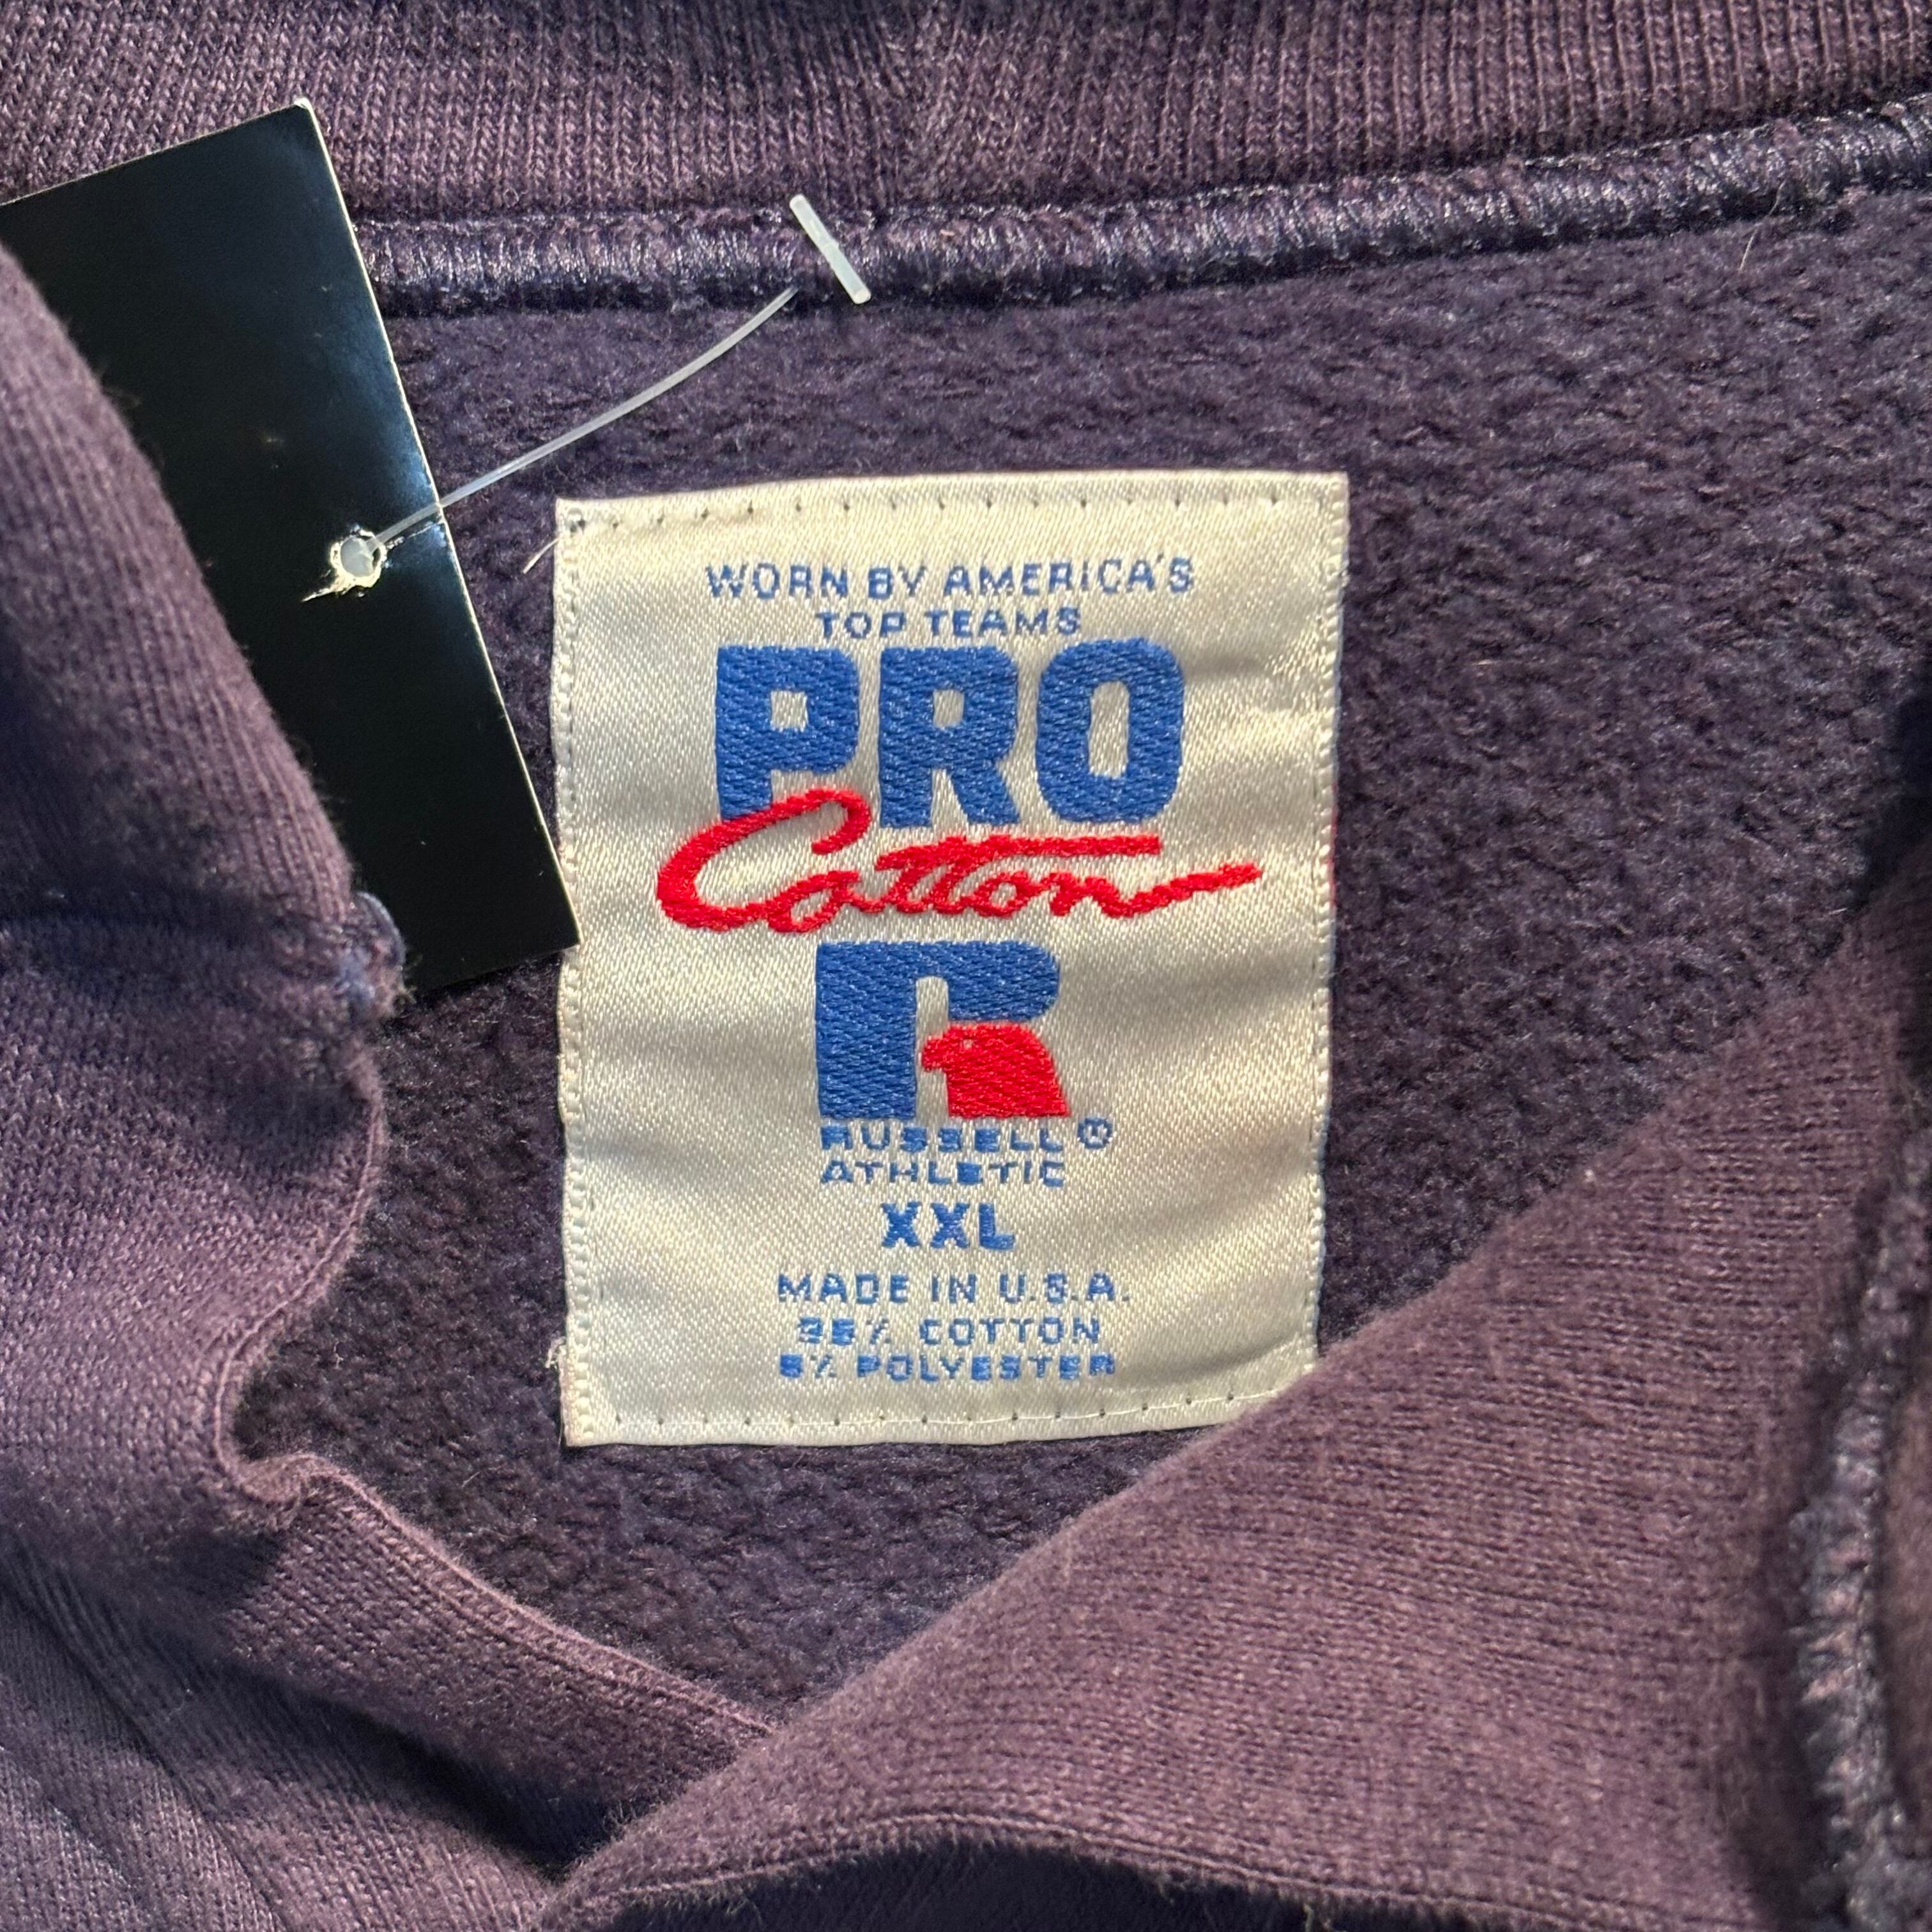 WORN BY AMERICA'S
TOP TEAMS
PRO
Cotton
R
RUSSELL®
ATHLETIC
XXL
MADE IN U.S.A.
95% COTTON
5% POLYESTER